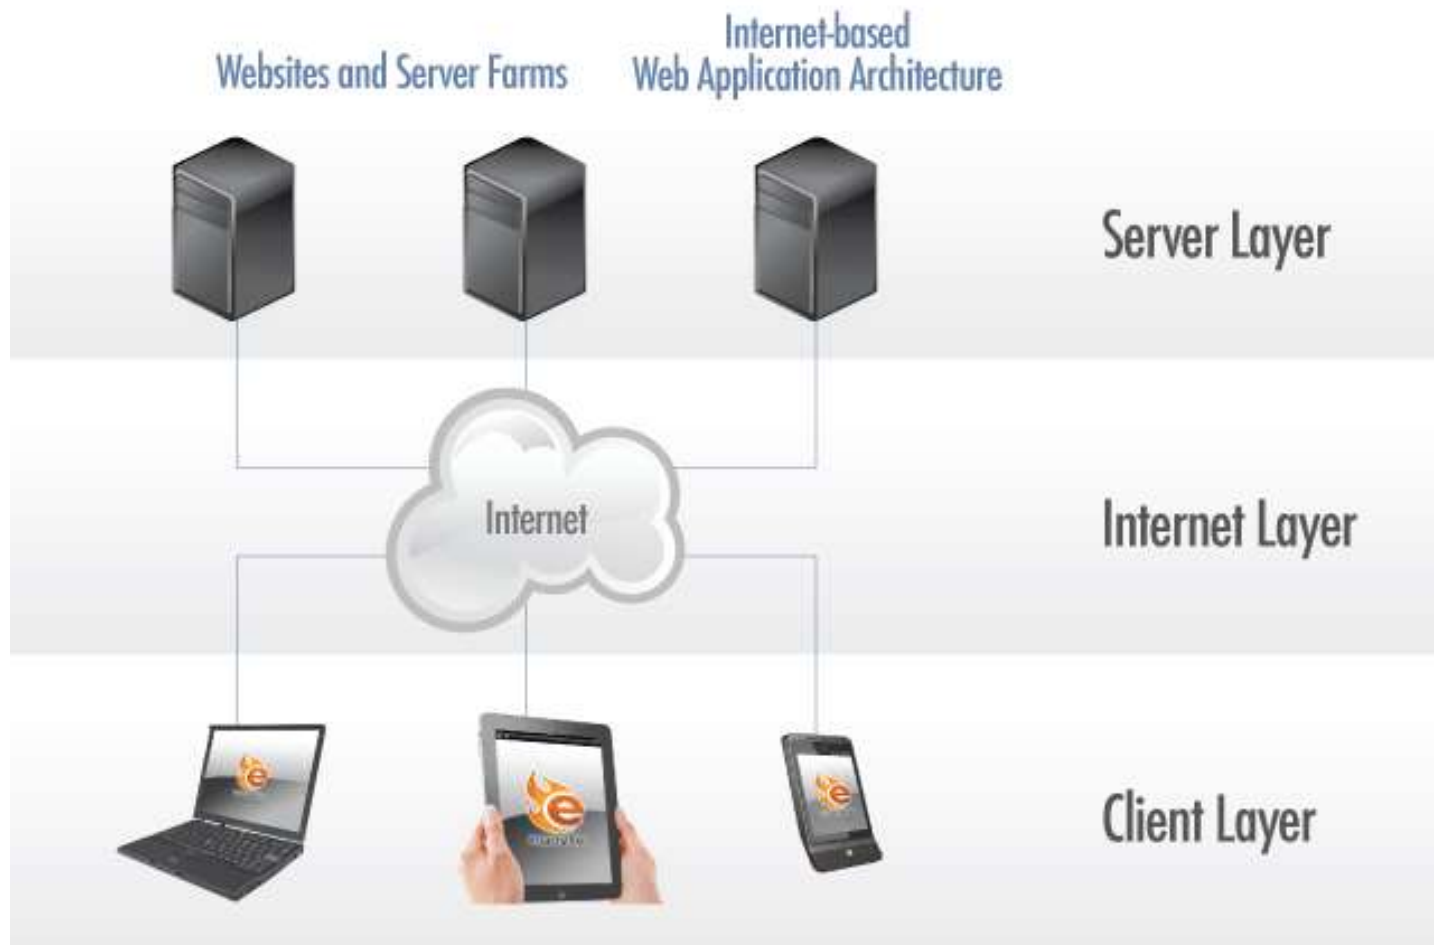 Websites and Server Farms
Internet-based
Web Application Architecture
Server Layer
Internet
Internet Layer
Client Layer
e
e
e